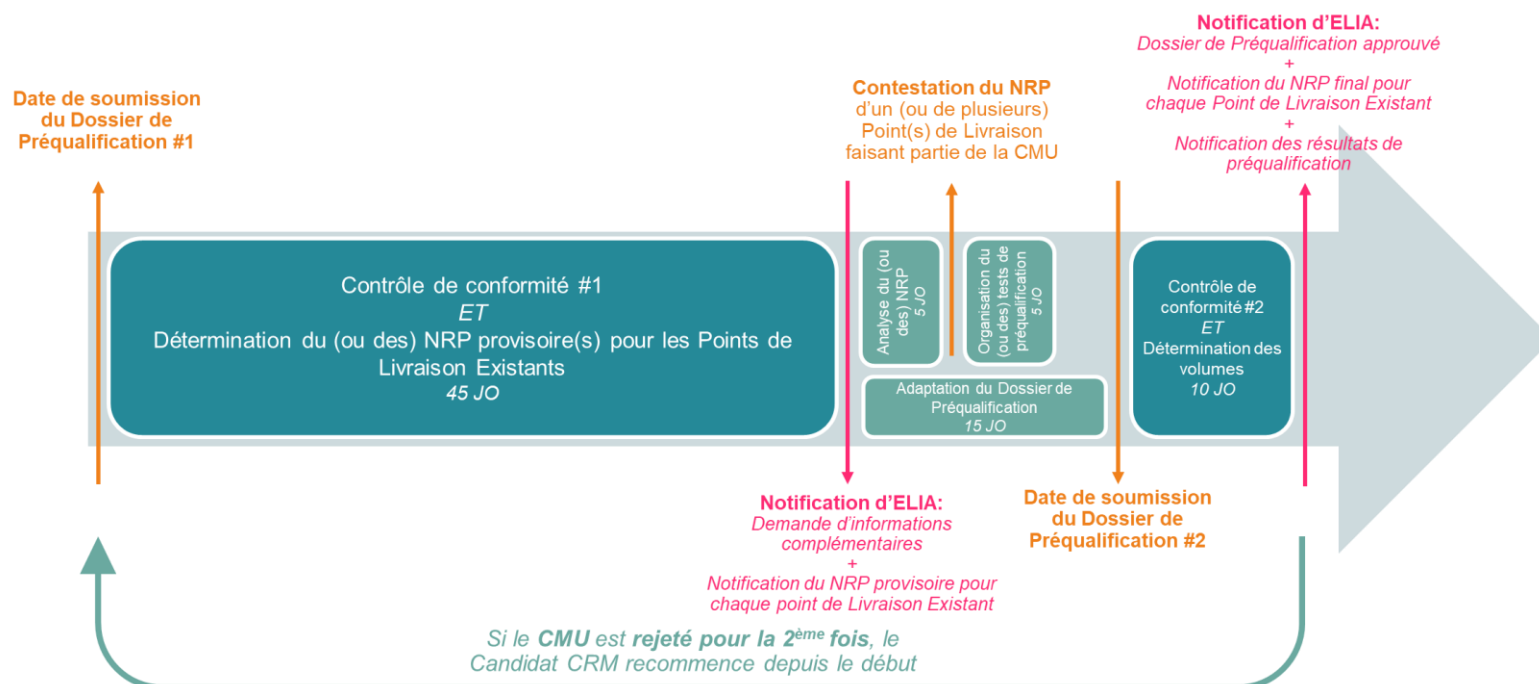 Date de soumission
du Dossier de
Préqualification #1
Contestation du NRP
d'un (ou de plusieurs)
Point(s) de Livraison
faisant partie de la CMU
Notification d'ELIA:
Dossier de Préqualification approuvé
+
Notification du NRP final pour
chaque Point de Livraison Existant
+
Notification des résultats de
préqualification
Contrôle de conformité #1
ET
Détermination du (ou des) NRP provisoire(s) pour les Points de
Livraison Existants
45 JO
Analyse du (ou
des) NRP
5 JO
Organisation du
(ou des) tests de
préqualification
5 JO
Adaptation du Dossier de
Préqualification
15 JO
Contrôle de
conformité #2
ET
Détermination des
volumes
10 JO
Notification d'ELIA:
Demande d'informations
complémentaires
+
Notification du NRP provisoire pour
chaque point de Livraison Existant
Date de soumission
du Dossier de
Préqualification #2
Si le CMU est rejeté pour la 2ème fois, le
Candidat CRM recommence depuis le début